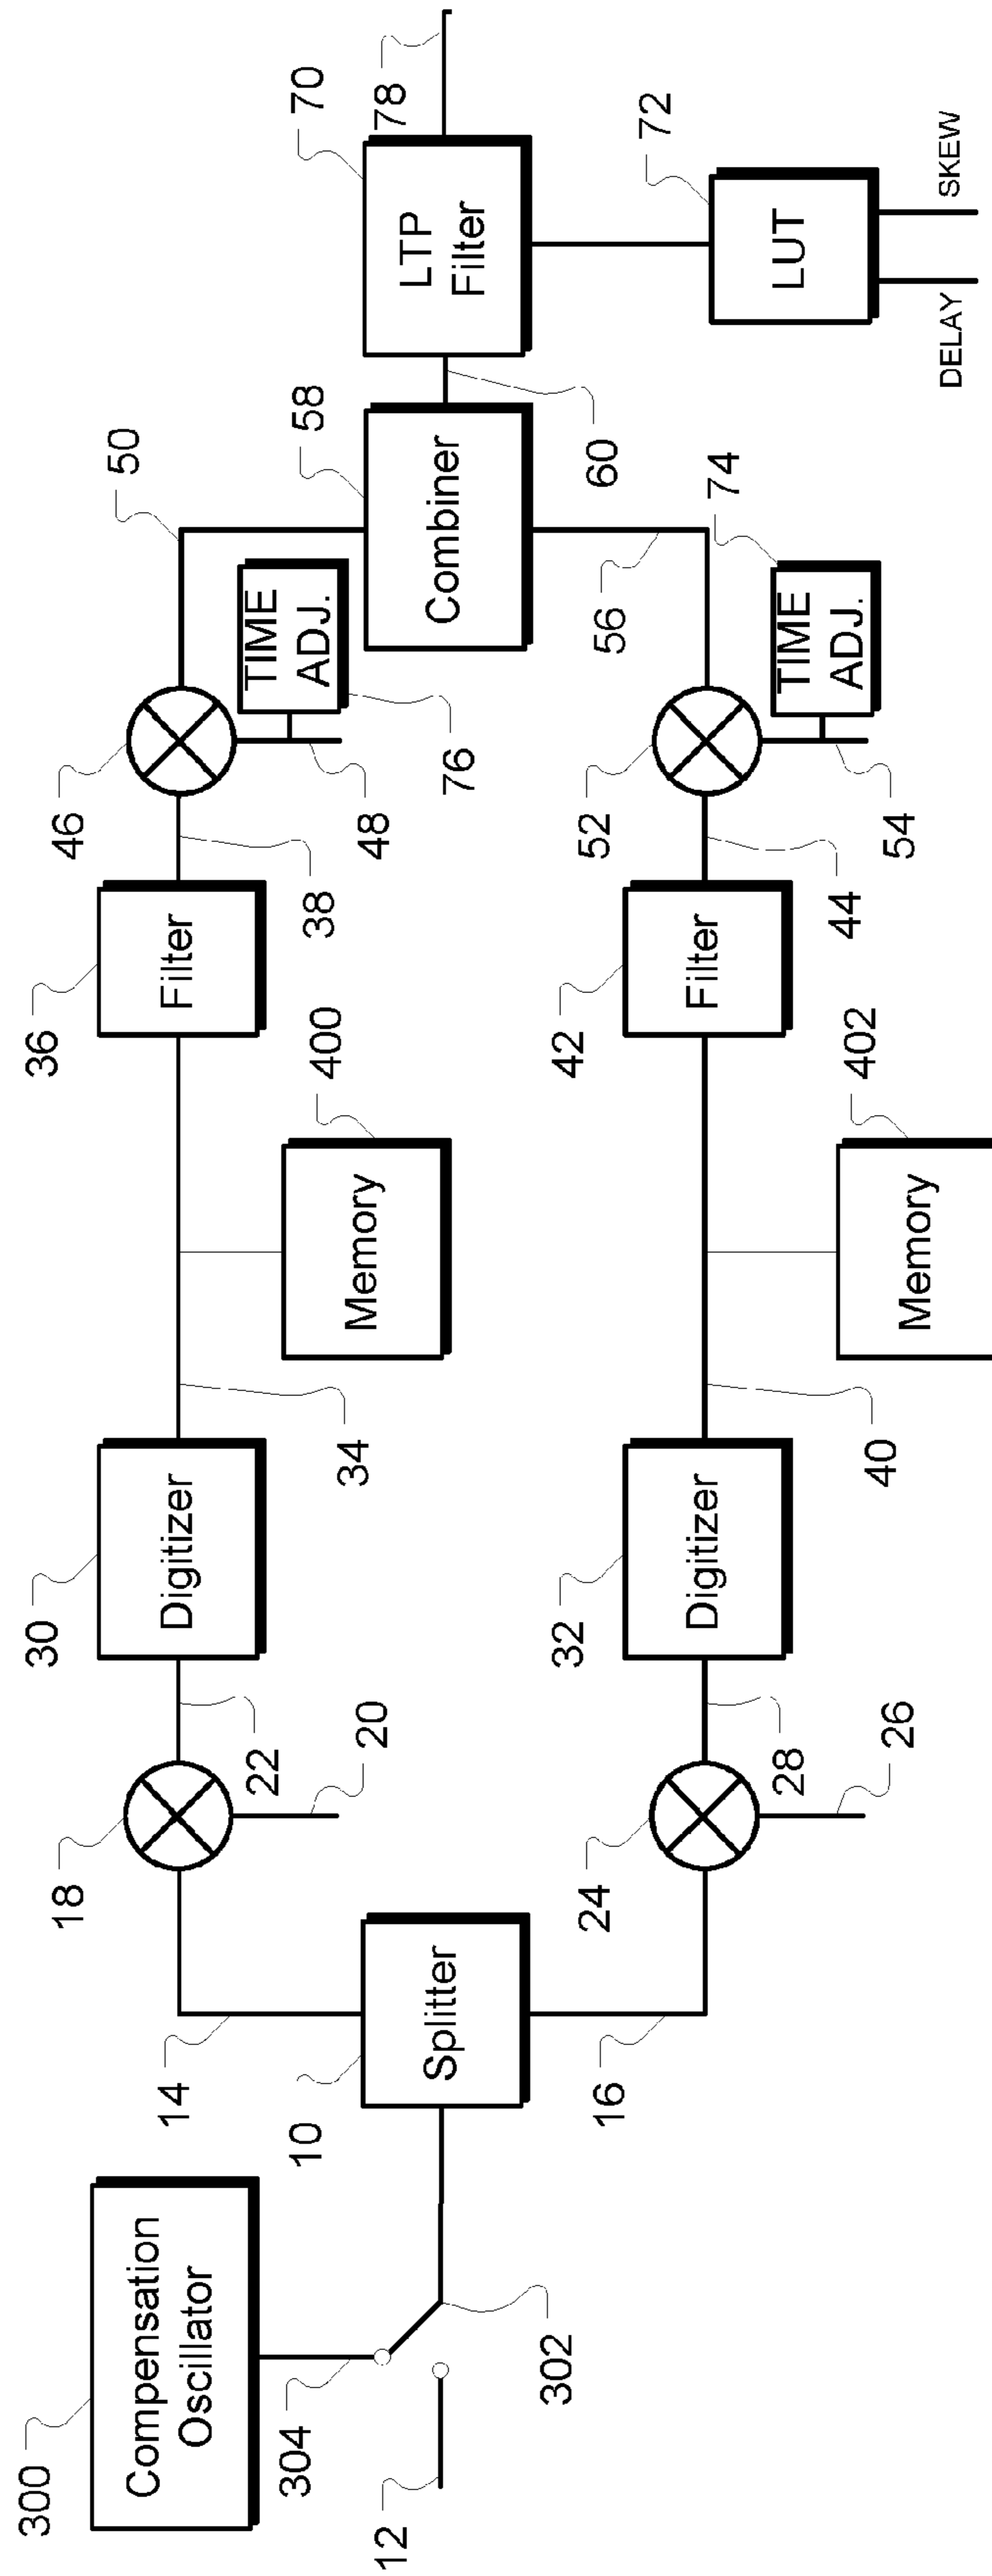 300
Compensation
Oscillator
304
12
302
10
Splitter
14
16
18
20
22
24
26
28
30
Digitizer
32
Digitizer
34
40
Memory
400
Memory
402
36
Filter
42
Filter
38
44
46
48
TIME
ADJ.
76
52
54
TIME
ADJ.
74
50
56
Combiner
58
60
LTP
Filter
70
78
LUT
72
DELAY
SKEW